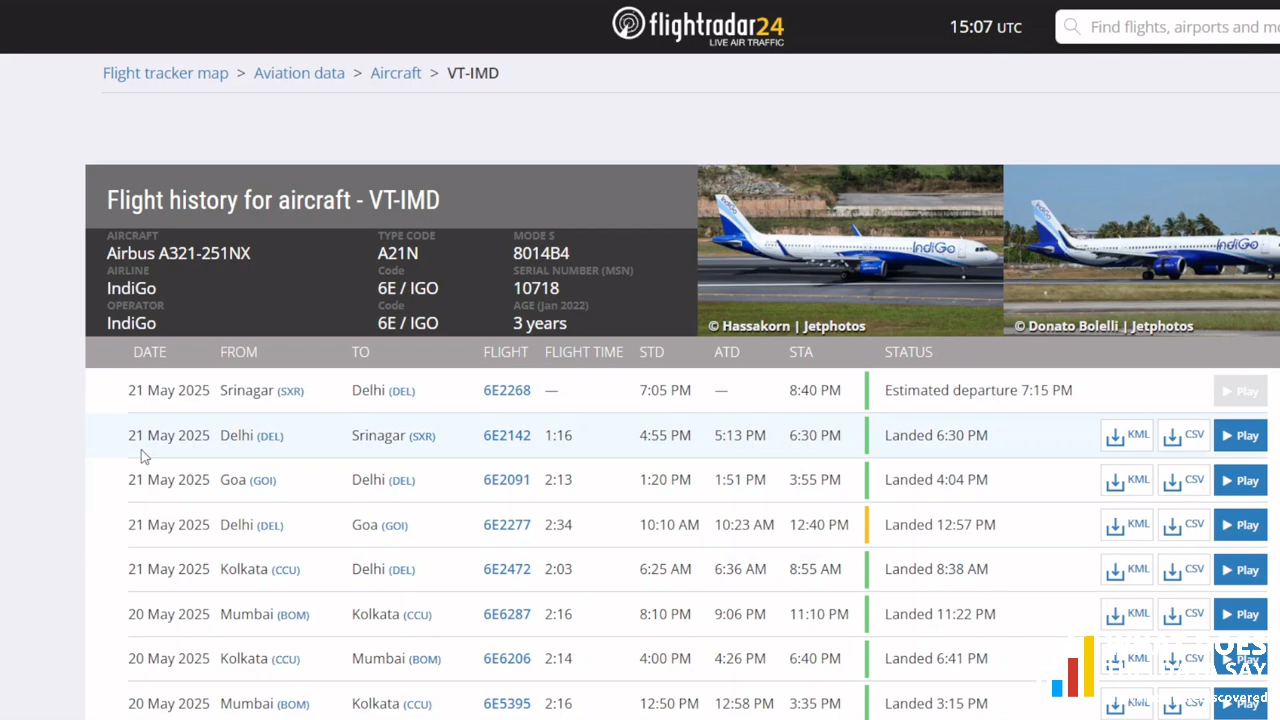 flightradar24
LIVE AIR TRAFFIC
15:07 UTC
Find flights, airports and mo
Flight tracker map > Aviation data > Aircraft > VT-IMD
Flight history for aircraft - VT-IMD
AIRCRAFT TYPE CODE MODE S
Airbus A321-251NX A21N 8014B4
AIRLINE Code SERIAL NUMBER (MSN)
IndiGo 6E / IGO 10718
OPERATOR Code AGE (Jan 2022)
IndiGo 6E / IGO 3 years
IndiGo
IndiGo
© Hassakorn | Jetphotos
© Donato Bolelli | Jetphotos
DATE FROM TO FLIGHT FLIGHT TIME STD ATD STA STATUS
21 May 2025 Srinagar (SXR) Delhi (DEL) 6E2268 — 7:05 PM — 8:40 PM Estimated departure 7:15 PM Play
21 May 2025 Delhi (DEL) Srinagar (SXR) 6E2142 1:16 4:55 PM 5:13 PM 6:30 PM Landed 6:30 PM KML CSV Play
21 May 2025 Goa (GOI) Delhi (DEL) 6E2091 2:13 1:20 PM 1:51 PM 3:55 PM Landed 4:04 PM KML CSV Play
21 May 2025 Delhi (DEL) Goa (GOI) 6E2277 2:34 10:10 AM 10:23 AM 12:40 PM Landed 12:57 PM KML CSV Play
21 May 2025 Kolkata (CCU) Delhi (DEL) 6E2472 2:03 6:25 AM 6:36 AM 8:55 AM Landed 8:38 AM KML CSV Play
20 May 2025 Mumbai (BOM) Kolkata (CCU) 6E6287 2:16 8:10 PM 9:06 PM 11:10 PM Landed 11:22 PM KML CSV Play
20 May 2025 Kolkata (CCU) Mumbai (BOM) 6E6206 2:14 4:00 PM 4:26 PM 6:40 PM Landed 6:41 PM KML CSV Play
20 May 2025 Mumbai (BOM) Kolkata (CCU) 6E5395 2:16 12:50 PM 12:58 PM 3:35 PM Landed 3:15 PM KML CSV Play